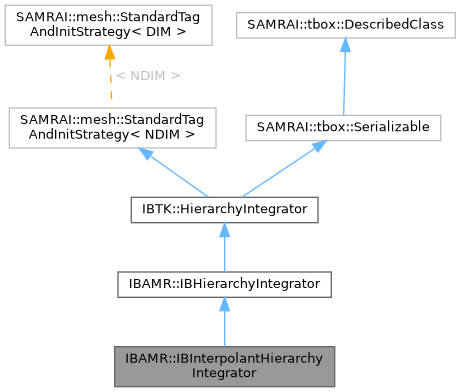 SAMRAI::mesh::StandardTag
AndInitStrategy< DIM >
SAMRAI::tbox::DescribedClass
< NDIM >
SAMRAI::mesh::StandardTag
AndInitStrategy< NDIM >
SAMRAI::tbox::Serializable
IBTK::HierarchyIntegrator
IBAMR::IBHierarchyIntegrator
IBAMR::IBInterpolantHierarchy
Integrator